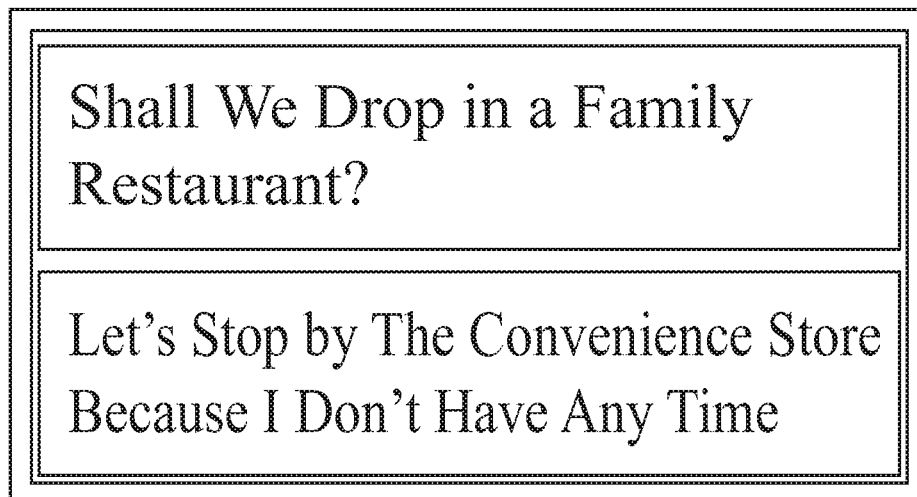 Shall We Drop in a Family
Restaurant?
Let's Stop by The Convenience Store
Because I Don't Have Any Time